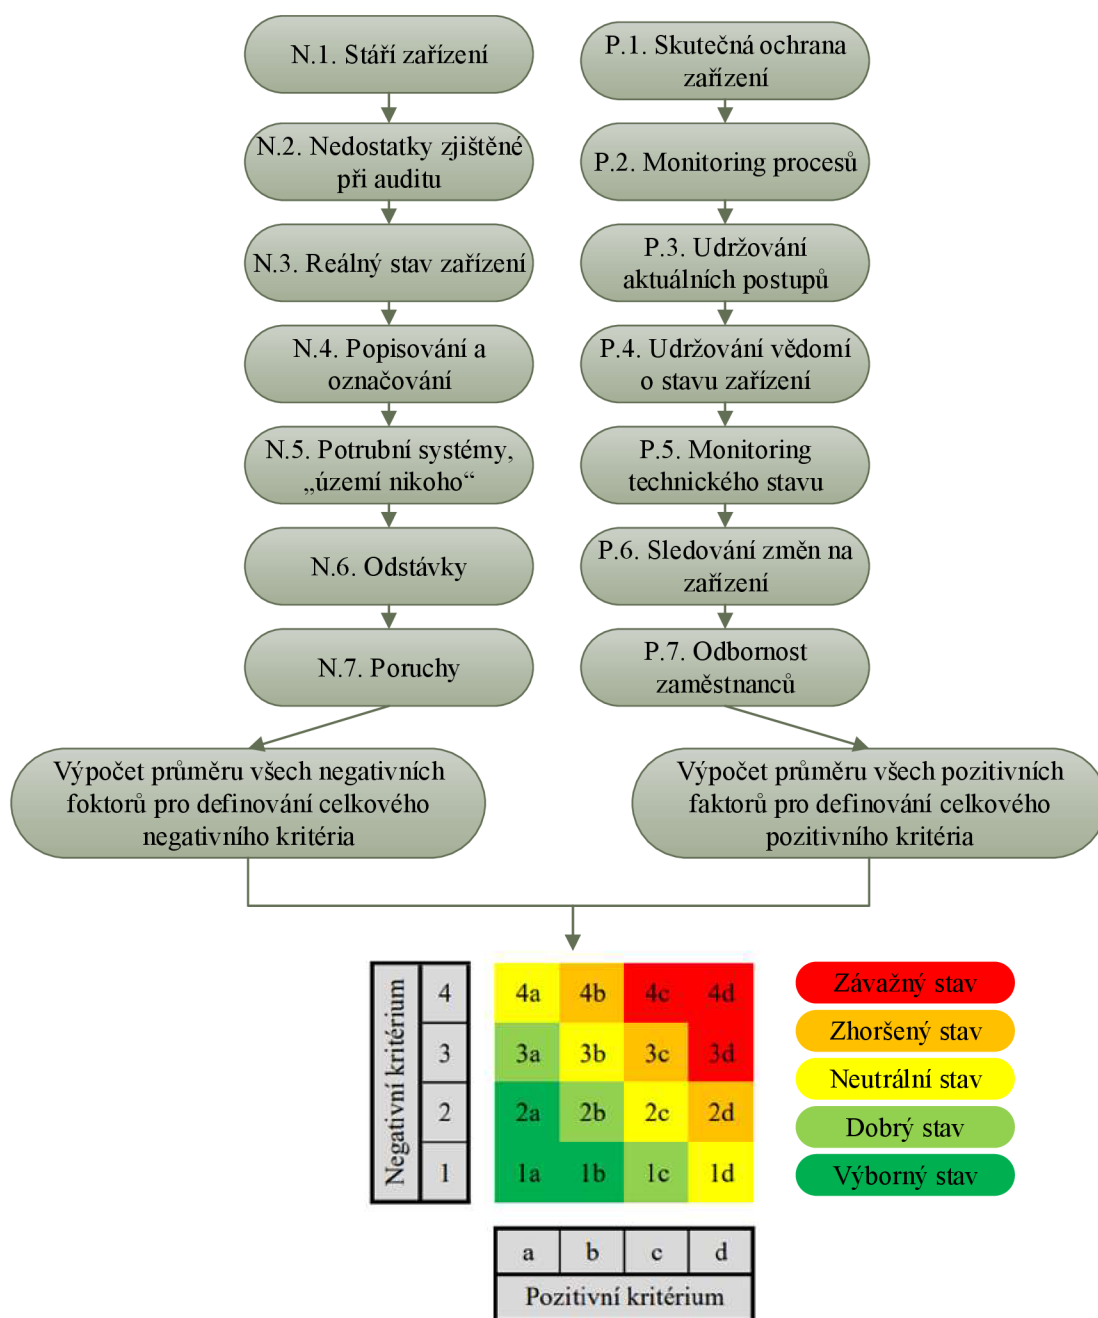 N.1. Stáří zařízení
N.2. Nedostatky zjištěné
při auditu
N.3. Reálný stav zařízení
N.4. Popisování a
označování
N.5. Potrubní systémy,
„území nikoho“
N.6. Odstávky
N.7. Poruchy
Výpočet průměru všech negativních
foktorů pro definování celkového
negativního kritéria
P.1. Skutečná ochrana
zařízení
P.2. Monitoring procesů
P.3. Udržování
aktuálních postupů
P.4. Udržování vědomí
o stavu zařízení
P.5. Monitoring
technického stavu
P.6. Sledování změn na
zařízení
P.7. Odbornost
zaměstnanců
Výpočet průměru všech pozitivních
faktorů pro definování celkového
pozitivního kritéria
Negativní kritérium
4 4a 4b 4c 4d
3 3a 3b 3c 3d
2 2a 2b 2c 2d
1 1a 1b 1c 1d
a b c d
Pozitivní kritérium
Závažný stav
Zhoršený stav
Neutrální stav
Dobrý stav
Výborný stav